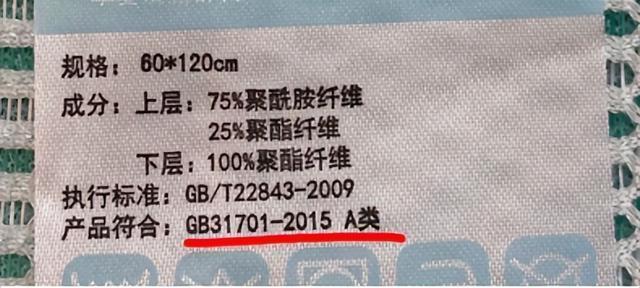 规格：60*120cm
成分：上层：75%聚酰胺纤维
25%聚酯纤维
下层：100%聚酯纤维
执行标准：GB/T22843-2009
产品符合：GB31701-2015 A类